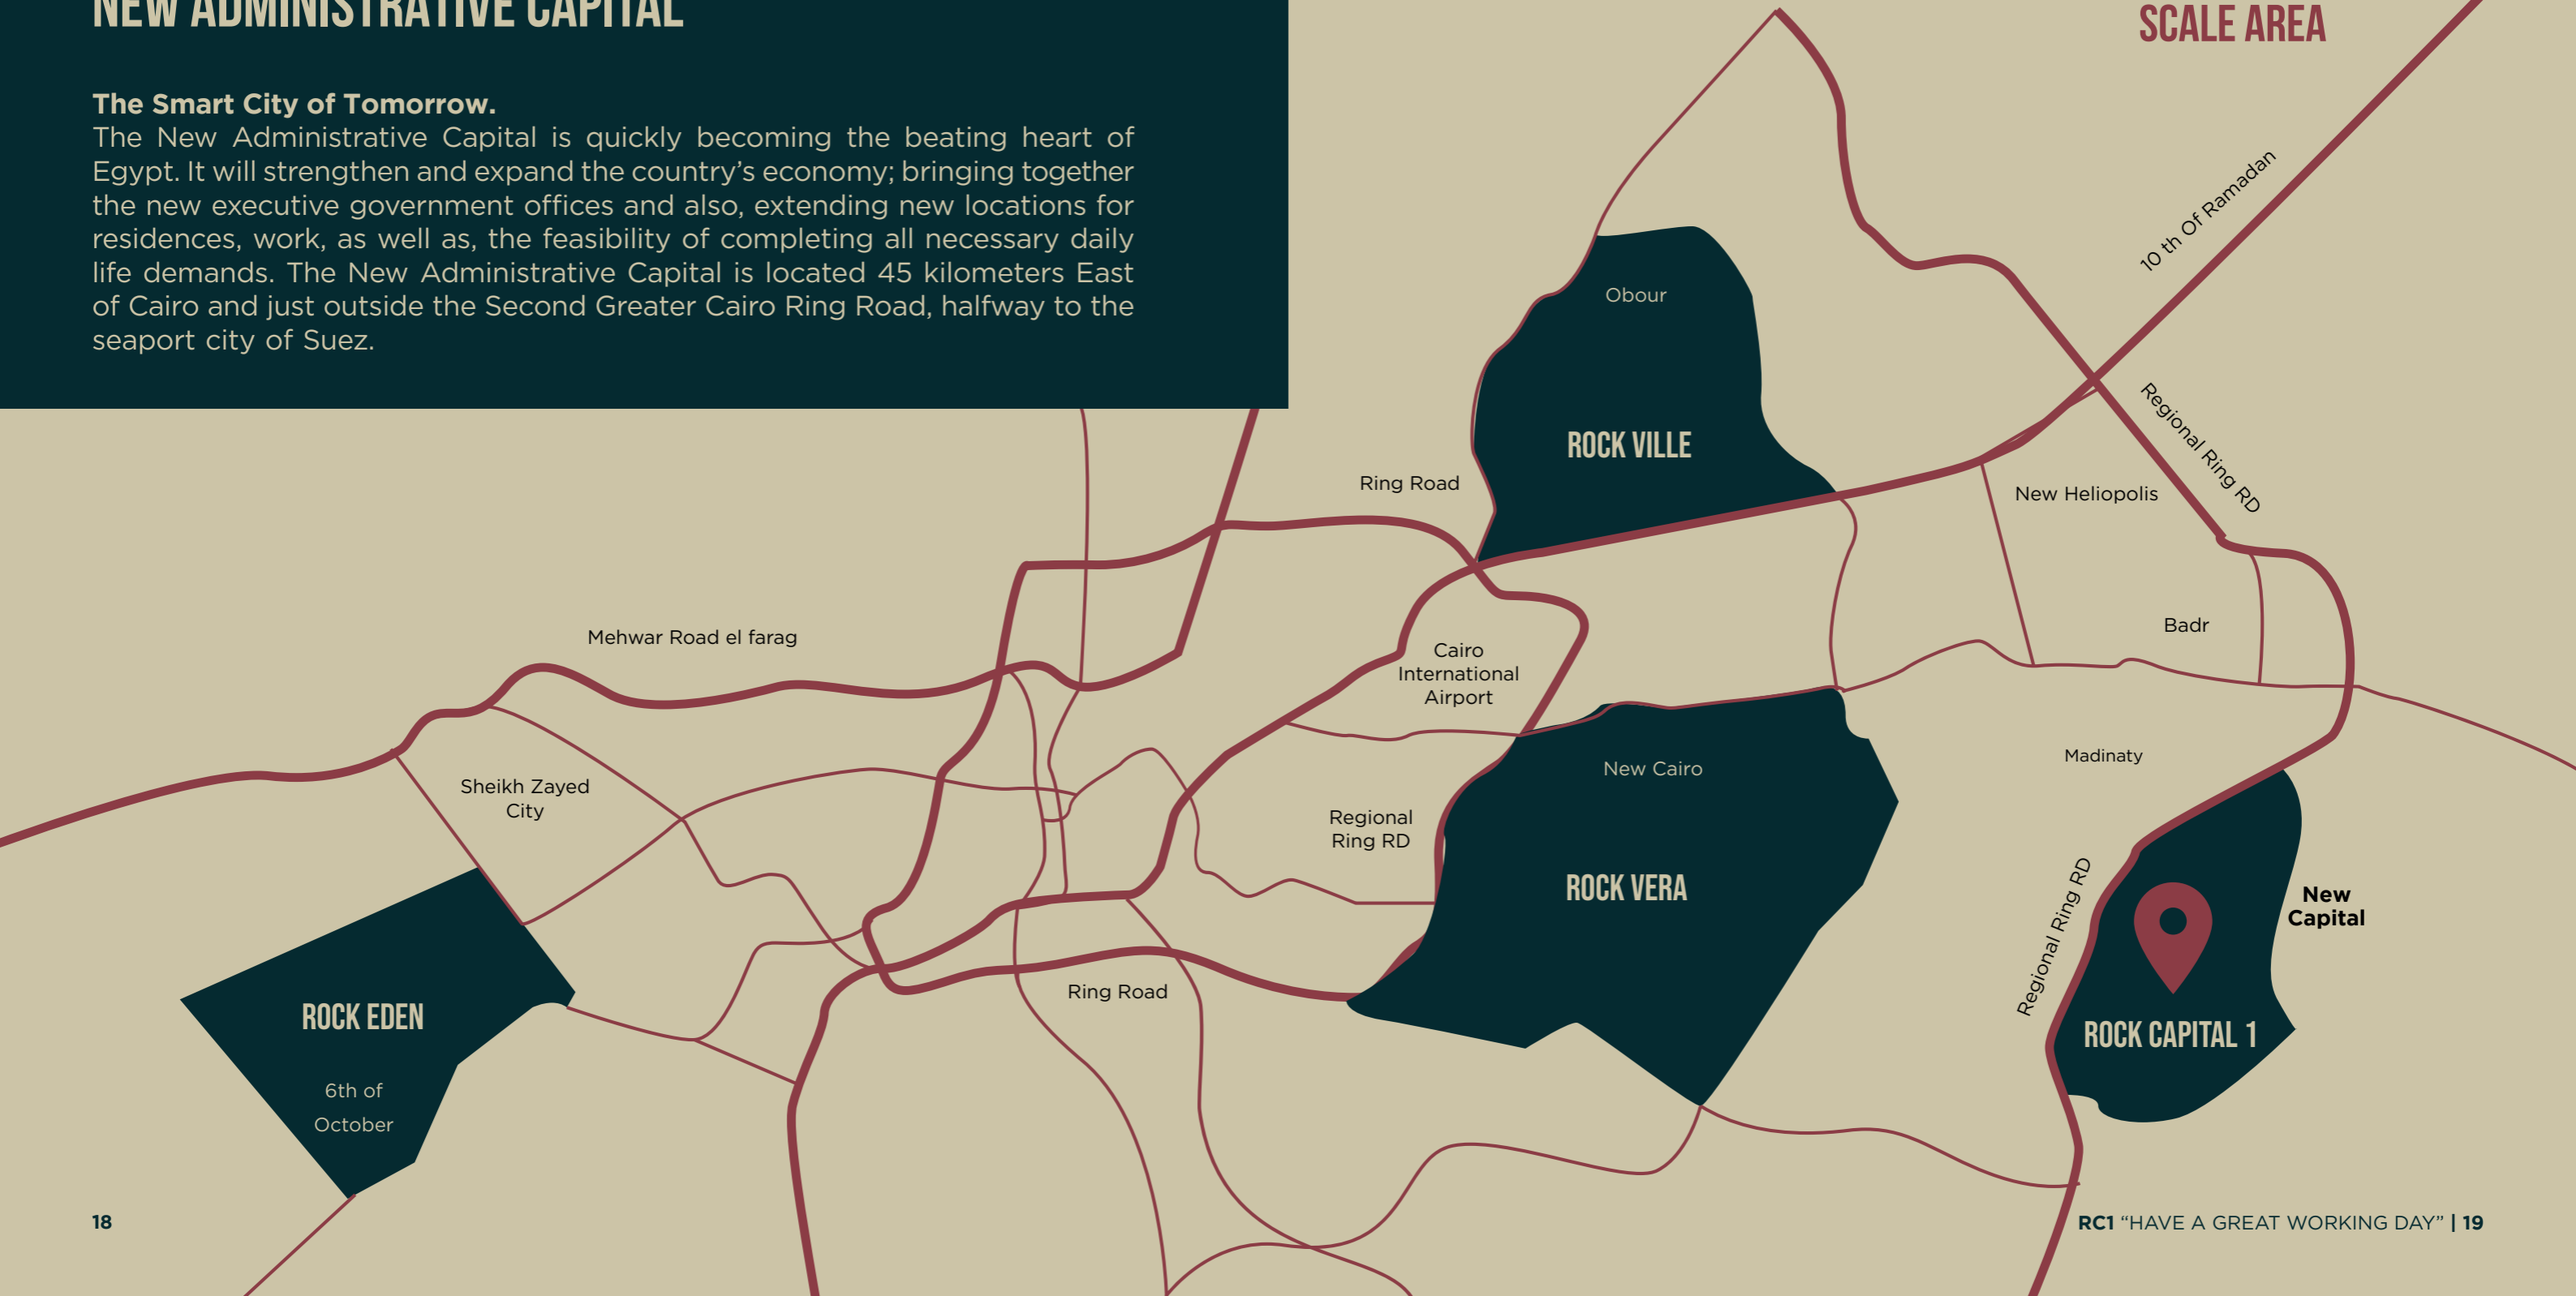 NEW ADMINISTRATIVE CAPITAL
The Smart City of Tomorrow.
The New Administrative Capital is quickly becoming the beating heart of
Egypt. It will strengthen and expand the country’s economy; bringing together
the new executive government offices and also, extending new locations for
residences, work, as well as, the feasibility of completing all necessary daily
life demands. The New Administrative Capital is located 45 kilometers East
of Cairo and just outside the Second Greater Cairo Ring Road, halfway to the
seaport city of Suez.
SCALE AREA
10 th Of Ramadan
Obour
ROCK VILLE
Regional Ring RD
Ring Road
New Heliopolis
Mehwar Road el farag
Cairo
International
Airport
Badr
Sheikh Zayed
City
New Cairo
Madinaty
Regional
Ring RD
ROCK VERA
Regional Ring RD
New
Capital
ROCK EDEN
6th of
October
Ring Road
ROCK CAPITAL 1
18
RC1 “HAVE A GREAT WORKING DAY” | 19